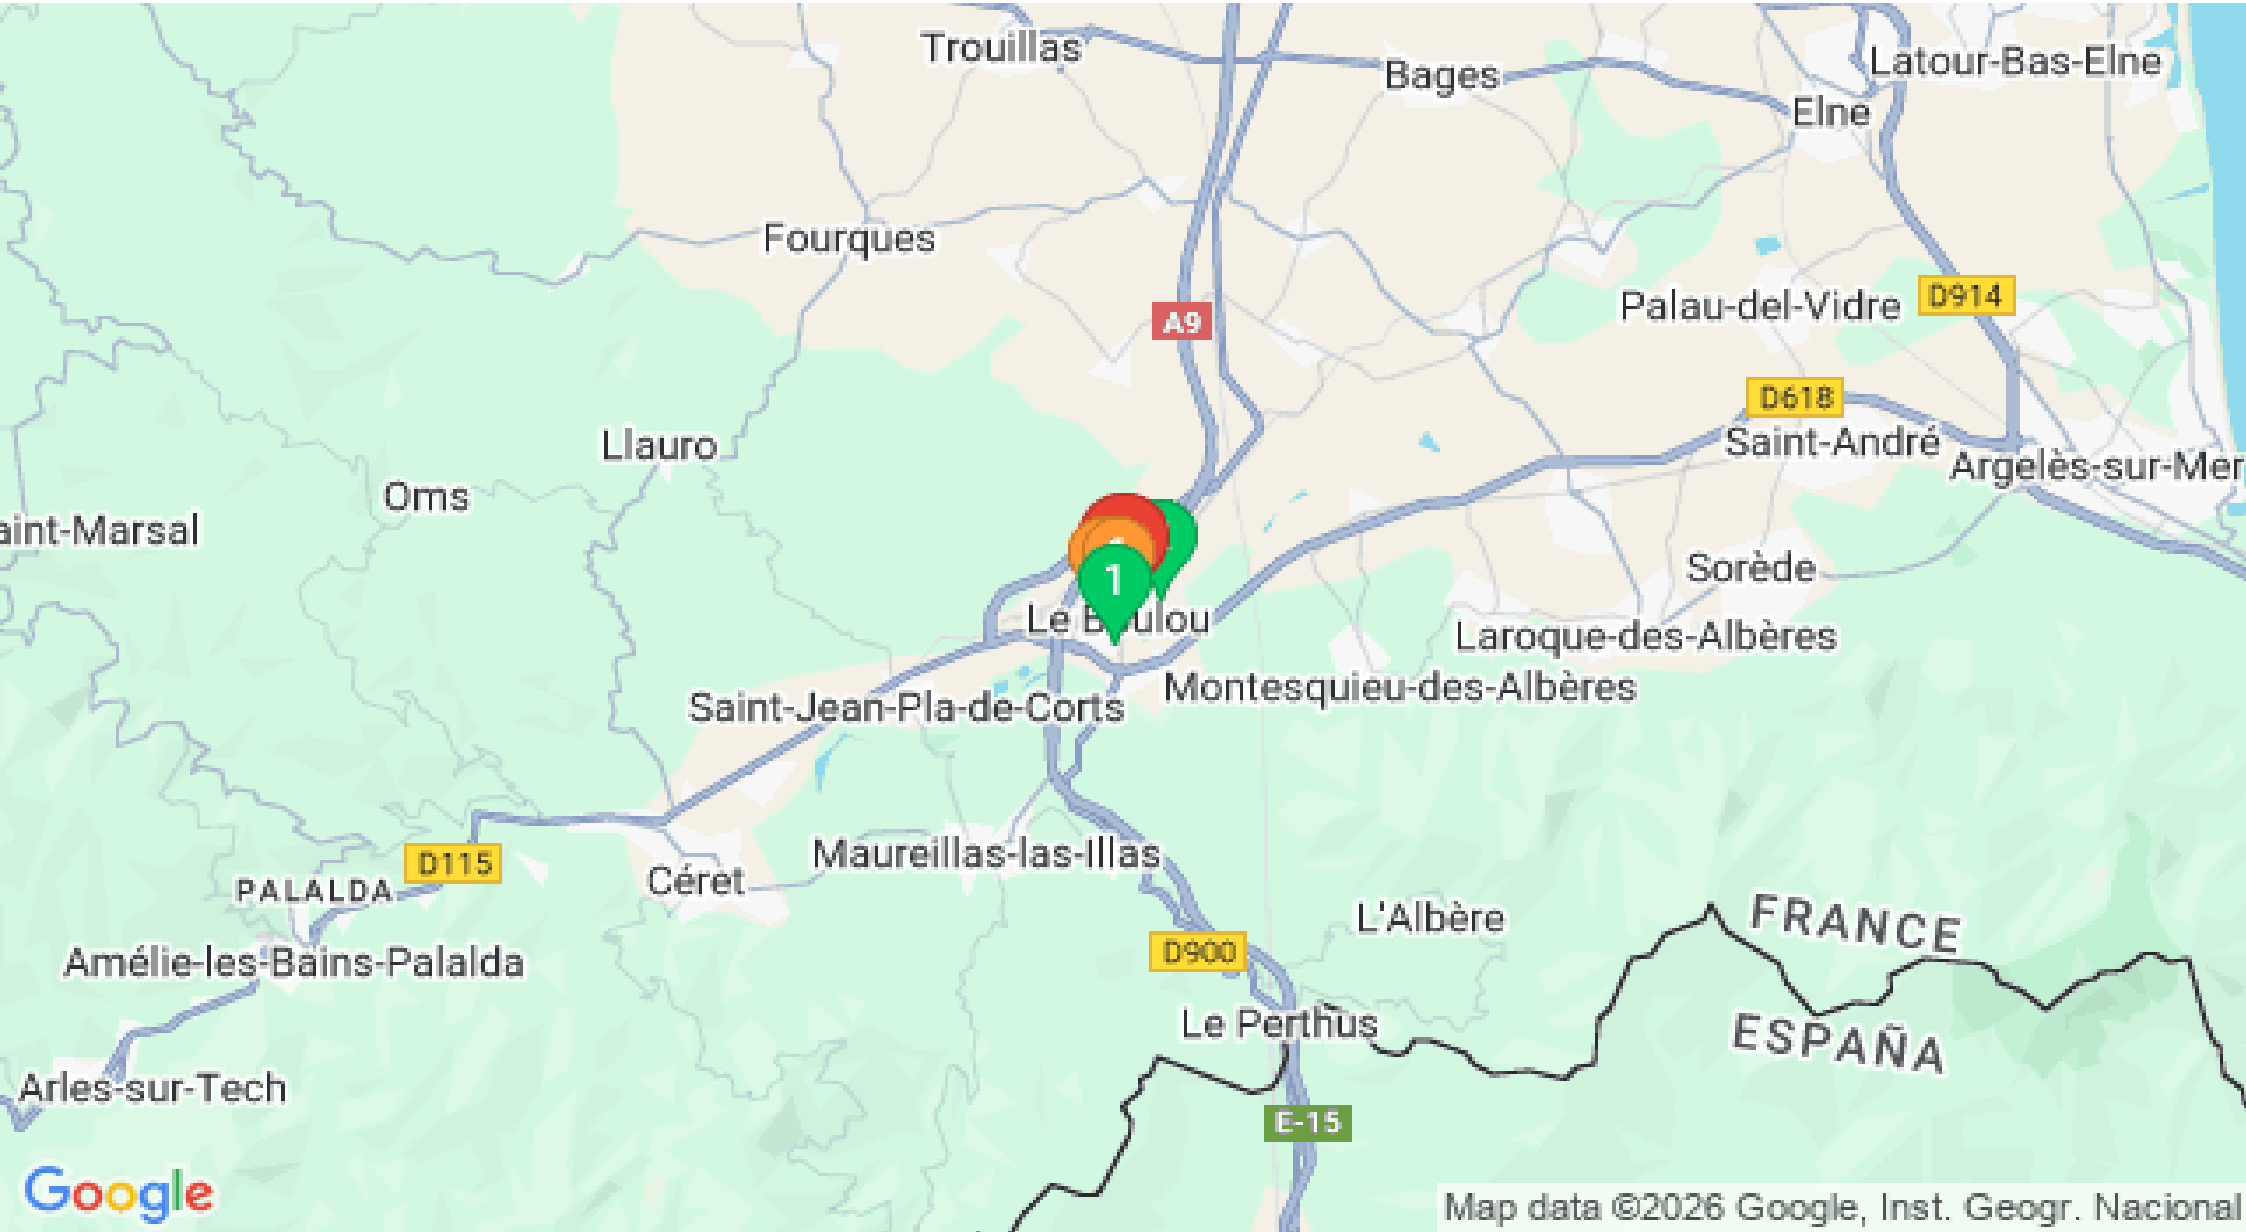 Trouillas
Bages
Latour-Bas-Elne
Elne
Fourques
Palau-del-Vidre
D914
A9
D618
Llauro
Saint-André
Argelès-sur-Mer
Oms
aint-Marsal
Sorède
1
Le Boulou
Laroque-des-Albères
Montesquieu-des-Albères
Saint-Jean-Pla-de-Corts
Maureillas-las-Illas
D115
Céret
PALALDA
L'Albère
FRANCE
D900
Amélie-les-Bains-Palalda
Le Perthus
ESPAÑA
Arles-sur-Tech
E-15
Google
Map data ©2026 Google, Inst. Geogr. Nacional